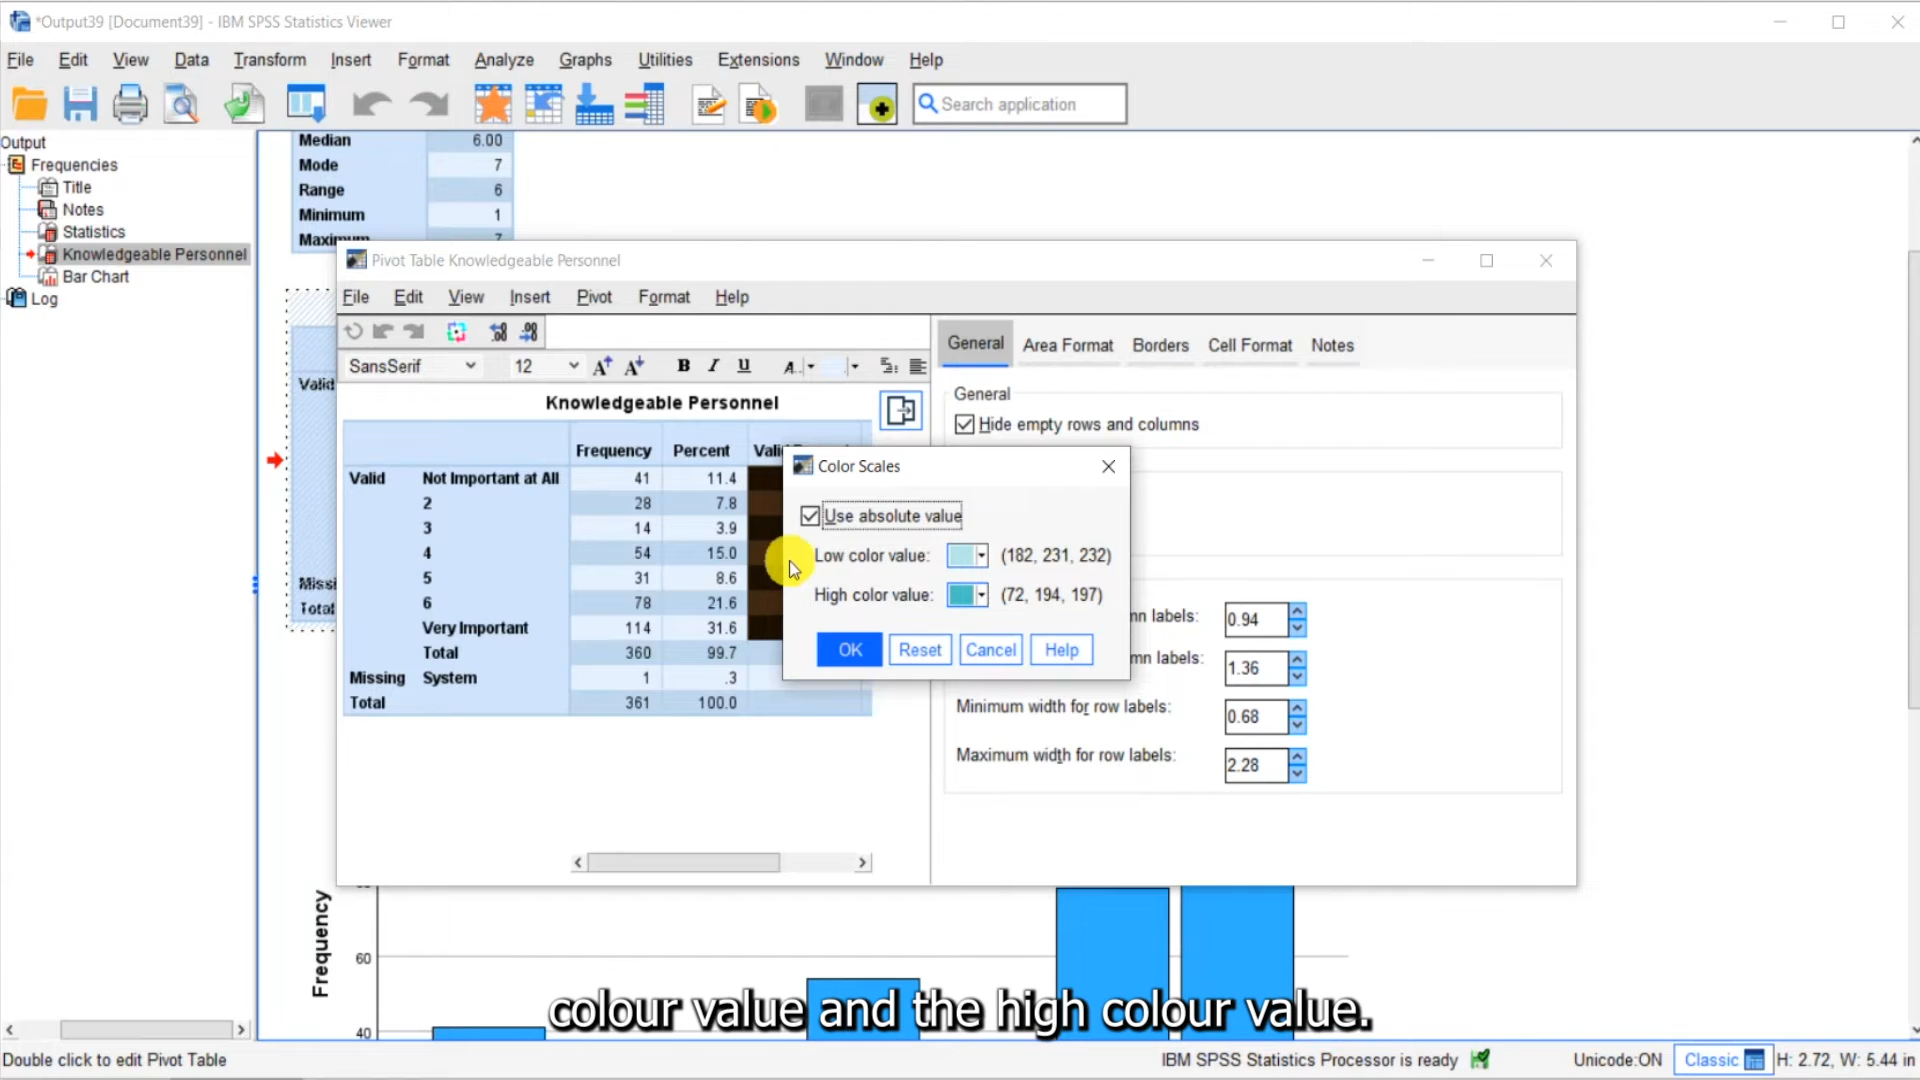 *Output39 [Document39] - IBM SPSS Statistics Viewer
File Edit View Data Transform Insert Format Analyze Graphs Utilities Extensions Window Help
Search application
Output
Frequencies
Title
Notes
Statistics
Knowledgeable Personnel
Bar Chart
Log
Median 6.00
Mode 7
Range 6
Minimum 1
Maximum 7
Valid
Missi
Total
Pivot Table Knowledgeable Personnel
File Edit View Insert Pivot Format Help
SansSerif 12 B I U A
Knowledgeable Personnel
Frequency Percent
Valid Not Important at All 41 11.4
2 28 7.8
3 14 3.9
4 54 15.0
5 31 8.6
6 78 21.6
Very Important 114 31.6
Total 360 99.7
Missing System 1 .3
Total 361 100.0
General Area Format Borders Cell Format Notes
General
Hide empty rows and columns
mn labels: 0.94
mn labels: 1.36
Minimum width for row labels: 0.68
Maximum width for row labels: 2.28
Color Scales
Use absolute value
Low color value: (182, 231, 232)
High color value: (72, 194, 197)
OK Reset Cancel Help
Frequency
60
40
colour value and the high colour value.
Double click to edit Pivot Table
IBM SPSS Statistics Processor is ready
Unicode:ON Classic H: 2.72, W: 5.44 in